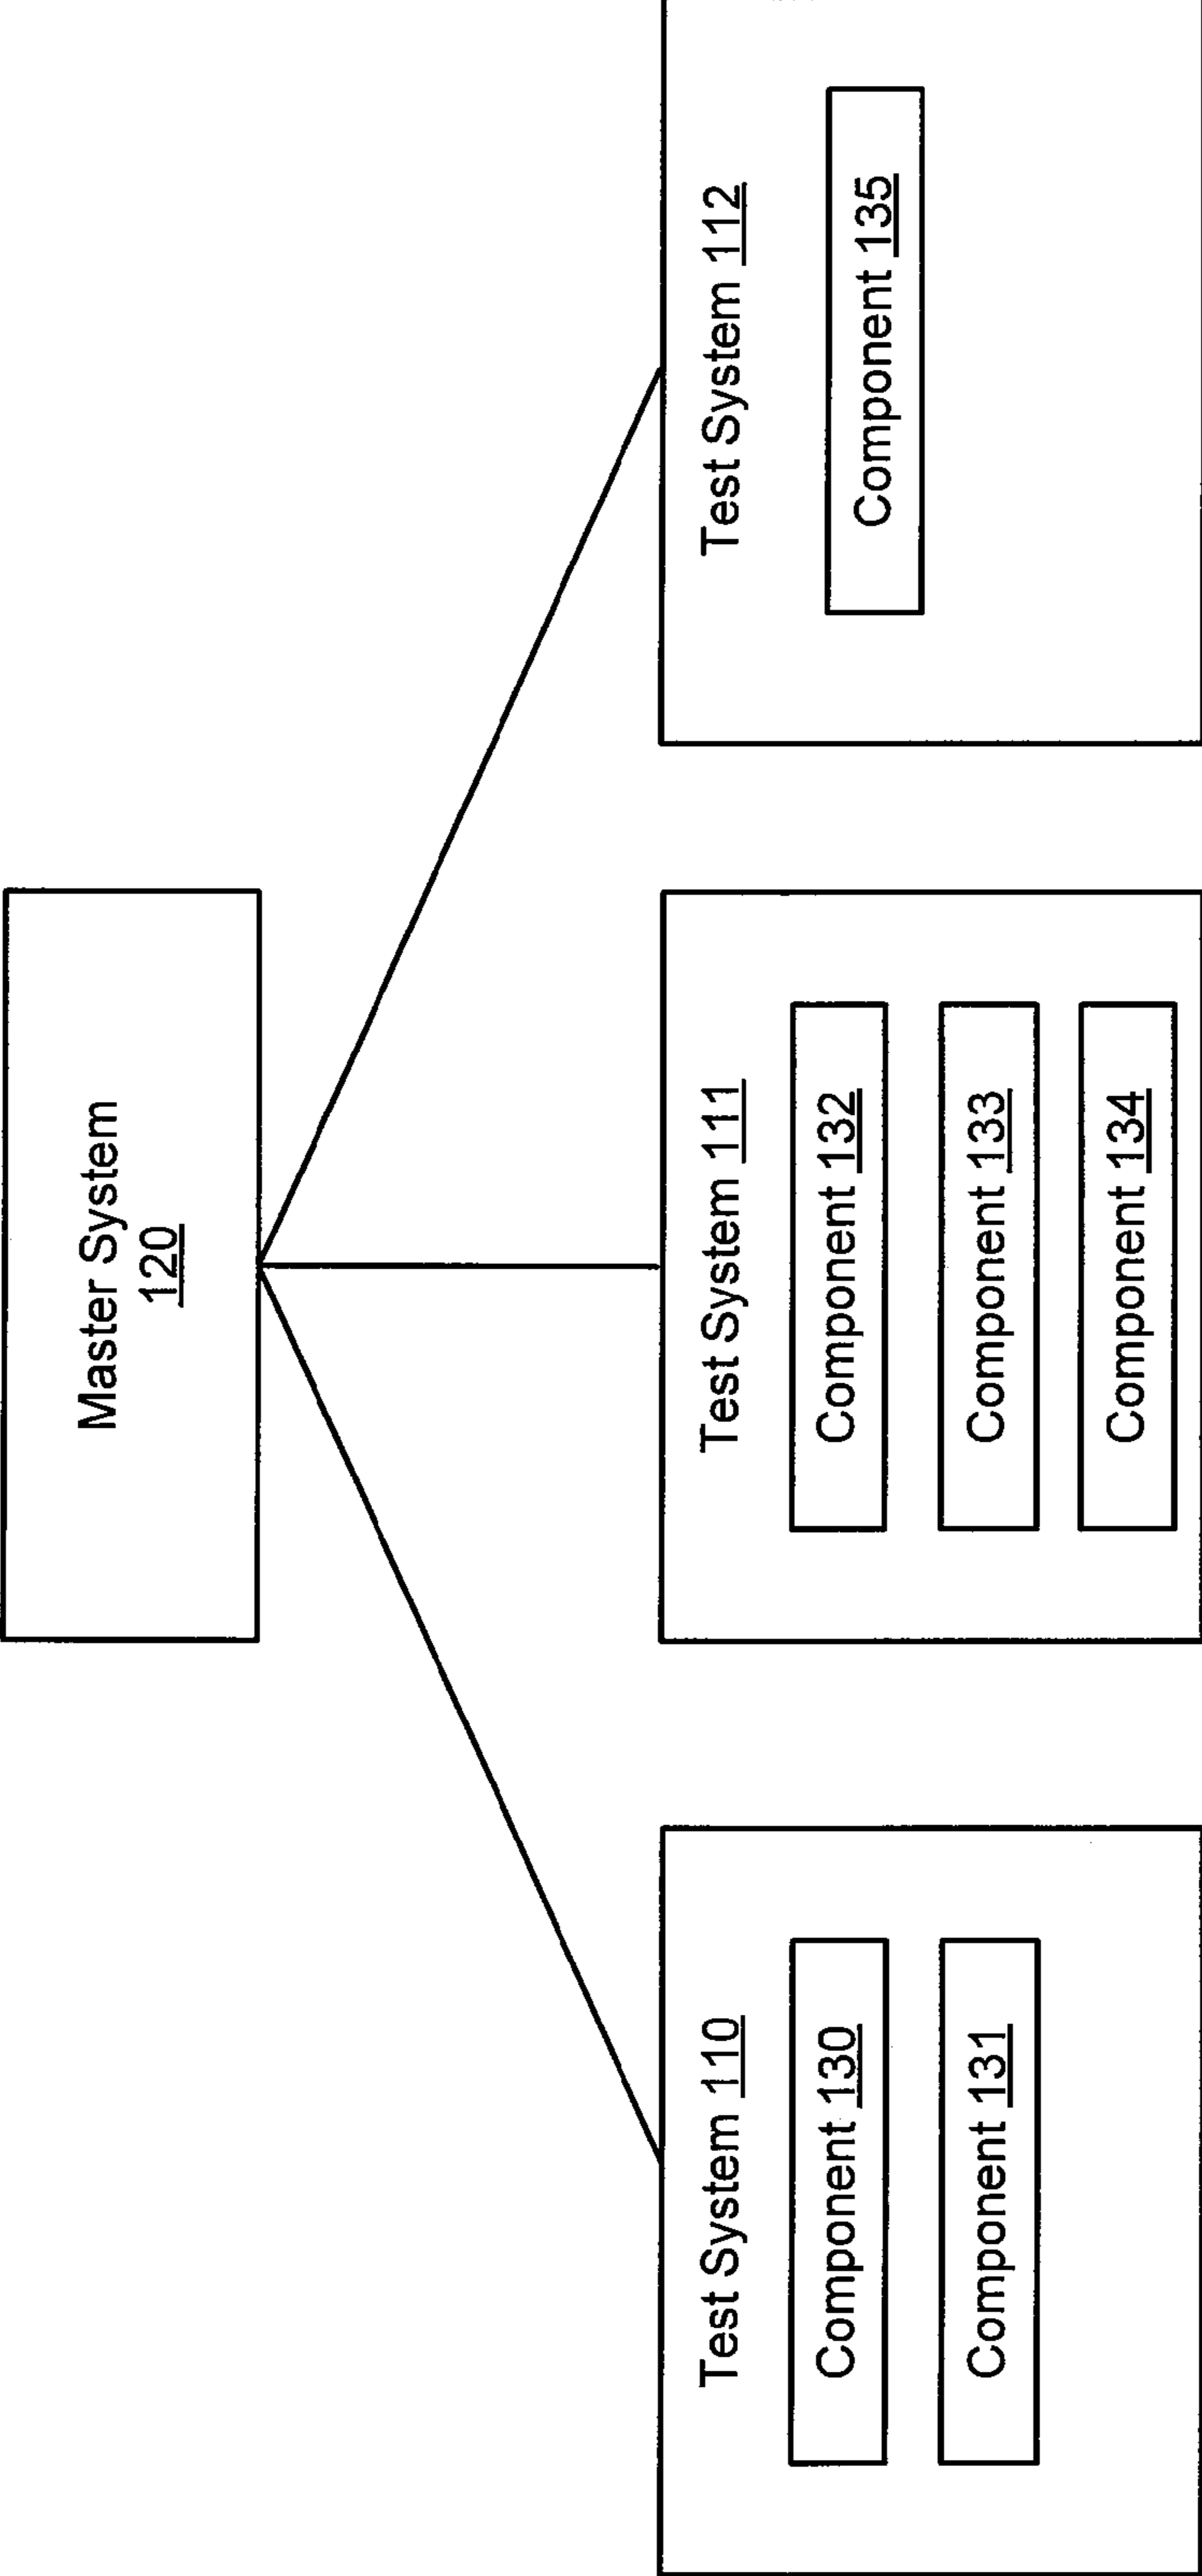 Master System
120
Test System 110
Component 130
Component 131
Test System 111
Component 132
Component 133
Component 134
Test System 112
Component 135